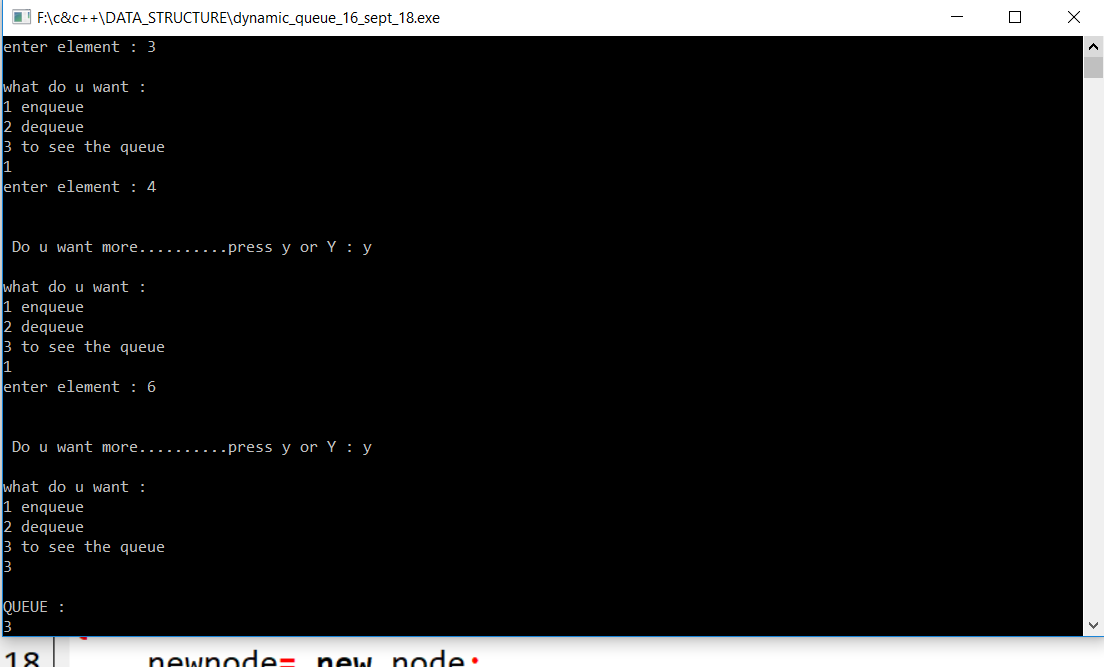 F:\c&c++\DATA_STRUCTURE\dynamic_queue_16_sept_18.exe
enter element : 3
what do u want :
1 enqueue
2 dequeue
3 to see the queue
1
enter element : 4
Do u want more..........press y or Y : y
what do u want :
1 enqueue
2 dequeue
3 to see the queue
1
enter element : 6
Do u want more..........press y or Y : y
what do u want :
1 enqueue
2 dequeue
3 to see the queue
3
QUEUE :
3
18 newnode= new node;